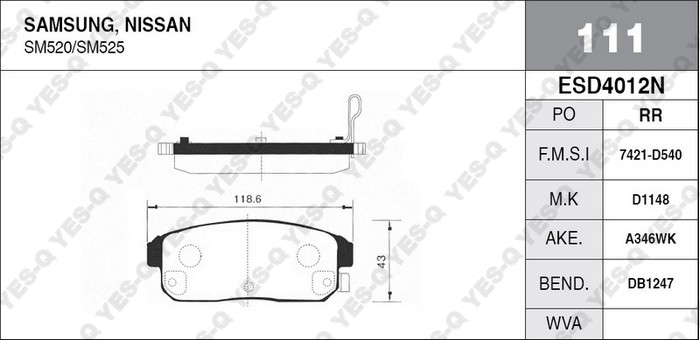 SAMSUNG, NISSAN
SM520/SM525
111
ESD4012N
PO RR
F.M.S.I 7421-D540
M.K D1148
AKE. A346WK
BEND. DB1247
WVA
118.6
43
YES-Q YES-Q YES-Q YES-Q YES-Q